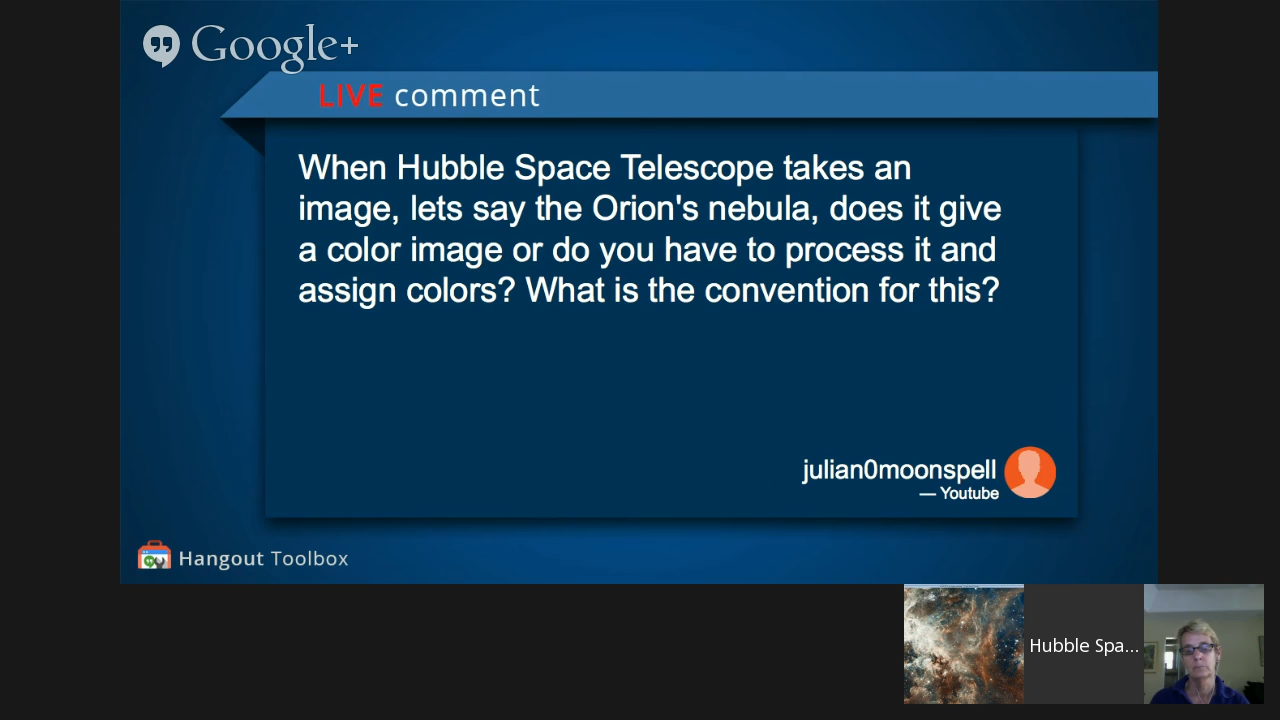 Google+
LIVE comment
When Hubble Space Telescope takes an
image, lets say the Orion's nebula, does it give
a color image or do you have to process it and
assign colors? What is the convention for this?
julian0moonspell
— Youtube
Hangout Toolbox
Hubble Spa...